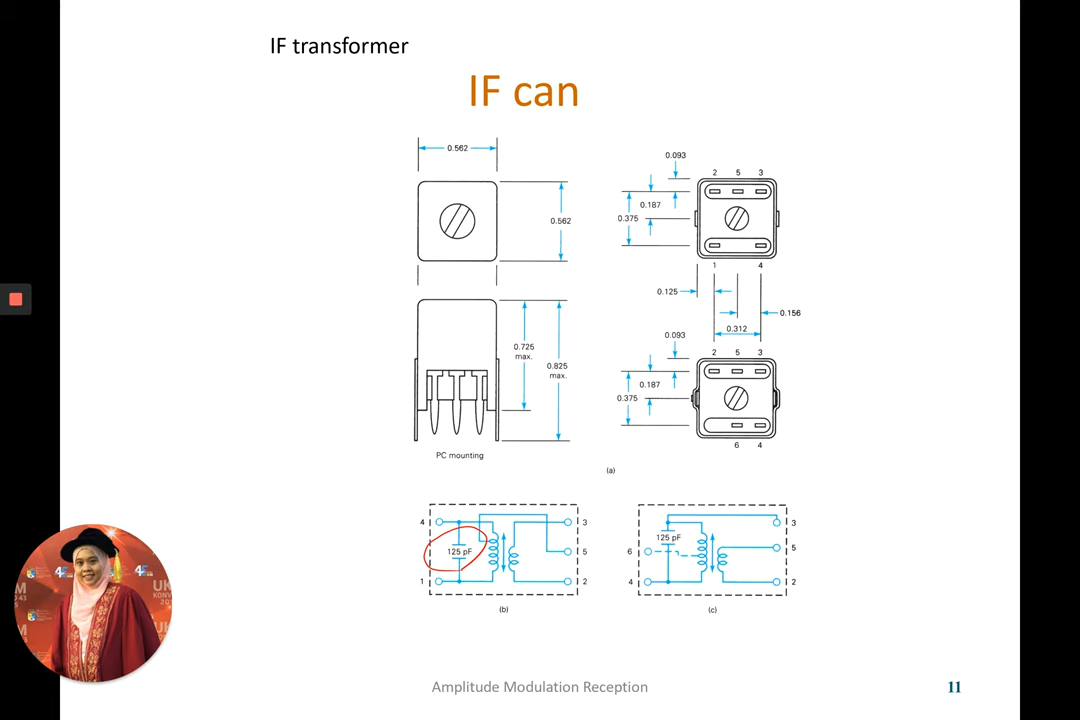 IF transformer
IF can
0.562
0.562
0.725
max.
0.825
max.
PC mounting
0.093
2 5 3
0.187
0.375
1 4
0.125
0.156
0.312
0.093
2 5 3
0.187
0.375
6 4
(a)
4
3
125 pF
5
1
2
(b)
3
125 pF
6
5
4
2
(c)
Amplitude Modulation Reception
11